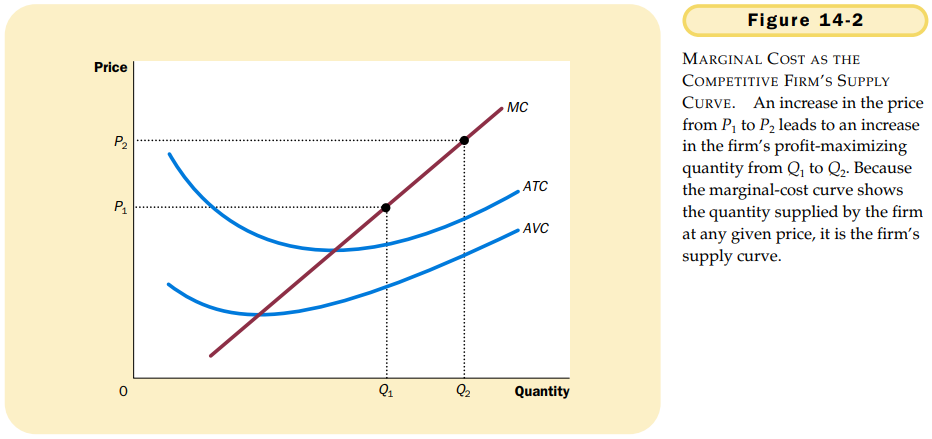 Price
P₂
P₁
MC
ATC
AVC
0
Q₁
Q₂
Quantity
Figure 14-2
MARGINAL COST AS THE
COMPETITIVE FIRM'S SUPPLY
CURVE. An increase in the price
from P₁ to P₂ leads to an increase
in the firm's profit-maximizing
quantity from Q₁ to Q₂. Because
the marginal-cost curve shows
the quantity supplied by the firm
at any given price, it is the firm's
supply curve.